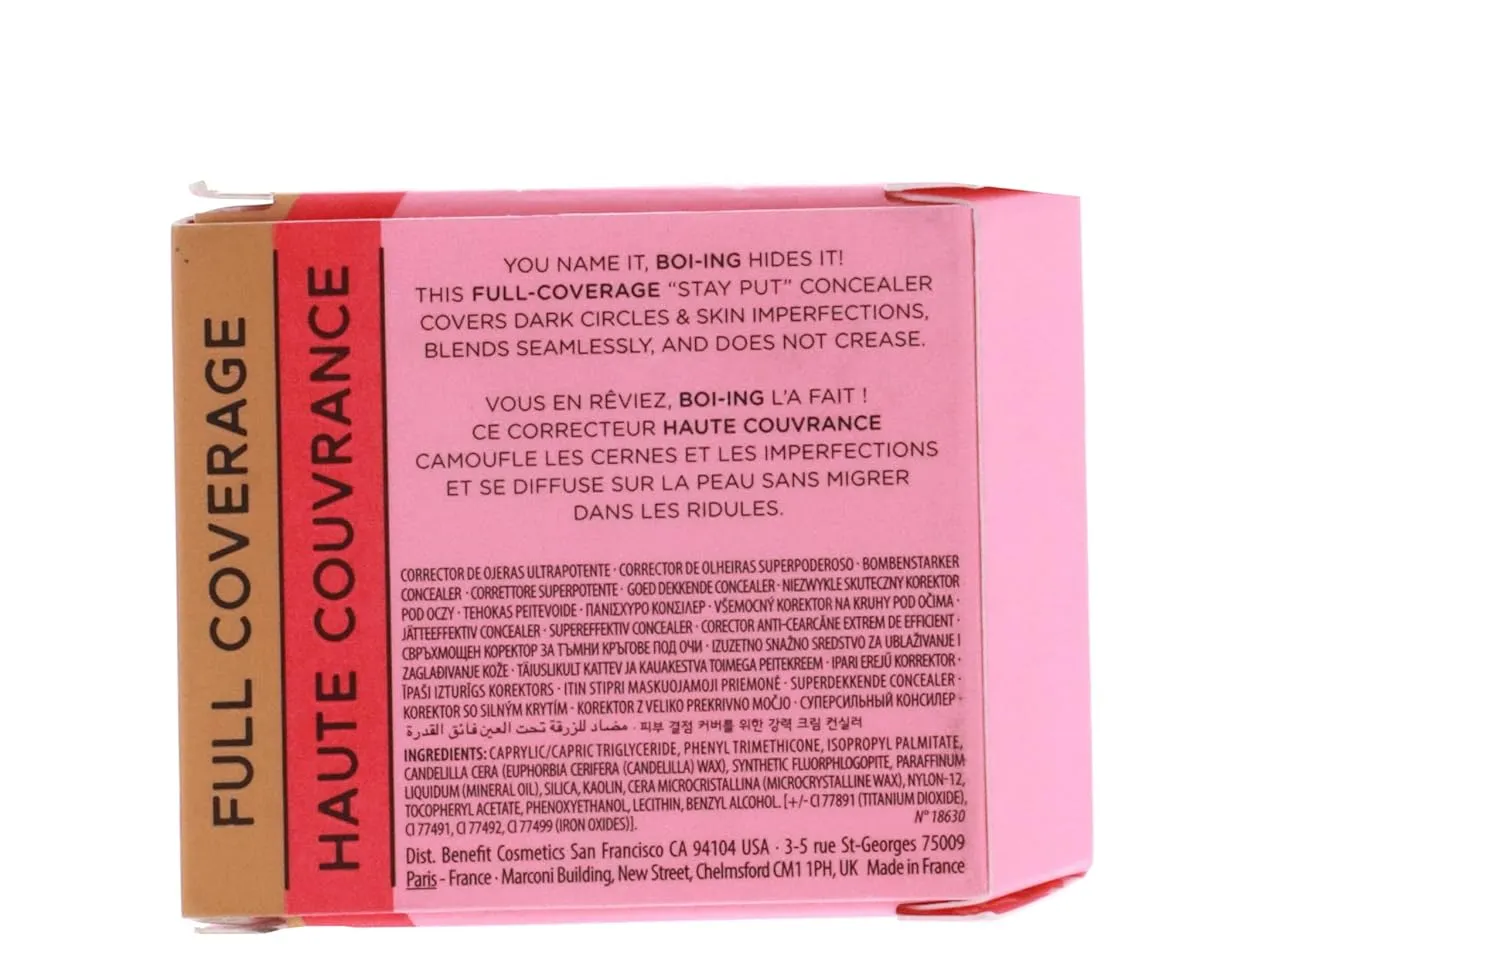 FULL COVERAGE
HAUTE COUVRANCE
YOU NAME IT, BOI-ING HIDES IT!
THIS FULL-COVERAGE “STAY PUT” CONCEALER
COVERS DARK CIRCLES & SKIN IMPERFECTIONS,
BLENDS SEAMLESSLY, AND DOES NOT CREASE.
VOUS EN RÊVIEZ, BOI-ING L'A FAIT !
CE CORRECTEUR HAUTE COUVRANCE
CAMOUFLE LES CERNES ET LES IMPERFECTIONS
ET SE DIFFUSE SUR LA PEAU SANS MIGRER
DANS LES RIDULES.
CORRECTOR DE OJERAS ULTRAPOTENTE · CORRECTOR DE OLHEIRAS SUPERPODEROSO · BOMBENSTARKER
CONCEALER · CORRETTORE SUPERPOTENTE · GOED DEKKENDE CONCEALER · NIEZWYKLE SKUTECZNY KOREKTOR
POD OCZY · TEHOKAS PEITEVOIDE · ΠΑΝΙΣΧΥΡΟ ΚΟΝΣΙΛΕΡ · VŠEMOCNÝ KOREKTOR NA KRUHY POD OČIMA ·
JÄTTEEFFEKTIV CONCEALER · SUPEREFFEKTIV CONCEALER · CORECTOR ANTI-CEARCĂNE EXTREM DE EFICIENT ·
СВРЪХМОЩЕН КОРЕКТОР ЗА ТЪМНИ КРЪГОВЕ ПОД ОЧИ · IZUZETNO SNAŽNO SREDSTVO ZA UBLAŽIVANJE I
ZAGLAĐIVANJE KOŽE · TÄIUSLIKULT KATTEV JA KAUAKESTVA TOIMEGA PEITEKREEM · IPARI EREJŰ KORREKTOR ·
ĪPAŠI IZTURĪGS KOREKTORS · ITIN STIPRI MASKUOJAMOJI PRIEMONĖ · SUPERDEKKENDE CONCEALER ·
KOREKTOR SO SILNÝM KRYTÍM · KOREKTOR Z VELIKO PREKRIVNO MOČJO · СУПЕРСИЛЬНЫЙ КОНСИЛЕР ·
مضاد للزرقة تحت العين فائق القدرة · 피부 결점 커버를 위한 강력 크림 컨실러
INGREDIENTS: CAPRYLIC/CAPRIC TRIGLYCERIDE, PHENYL TRIMETHICONE, ISOPROPYL PALMITATE,
CANDELILLA CERA (EUPHORBIA CERIFERA (CANDELILLA) WAX), SYNTHETIC FLUORPHLOGOPITE, PARAFFINUM
LIQUIDUM (MINERAL OIL), SILICA, KAOLIN, CERA MICROCRISTALLINA (MICROCRYSTALLINE WAX), NYLON-12,
TOCOPHERYL ACETATE, PHENOXYETHANOL, LECITHIN, BENZYL ALCOHOL. [+/- CI 77891 (TITANIUM DIOXIDE),
CI 77491, CI 77492, CI 77499 (IRON OXIDES)]. N° 18630
Dist. Benefit Cosmetics San Francisco CA 94104 USA · 3-5 rue St-Georges 75009
Paris - France · Marconi Building, New Street, Chelmsford CM1 1PH, UK Made in France